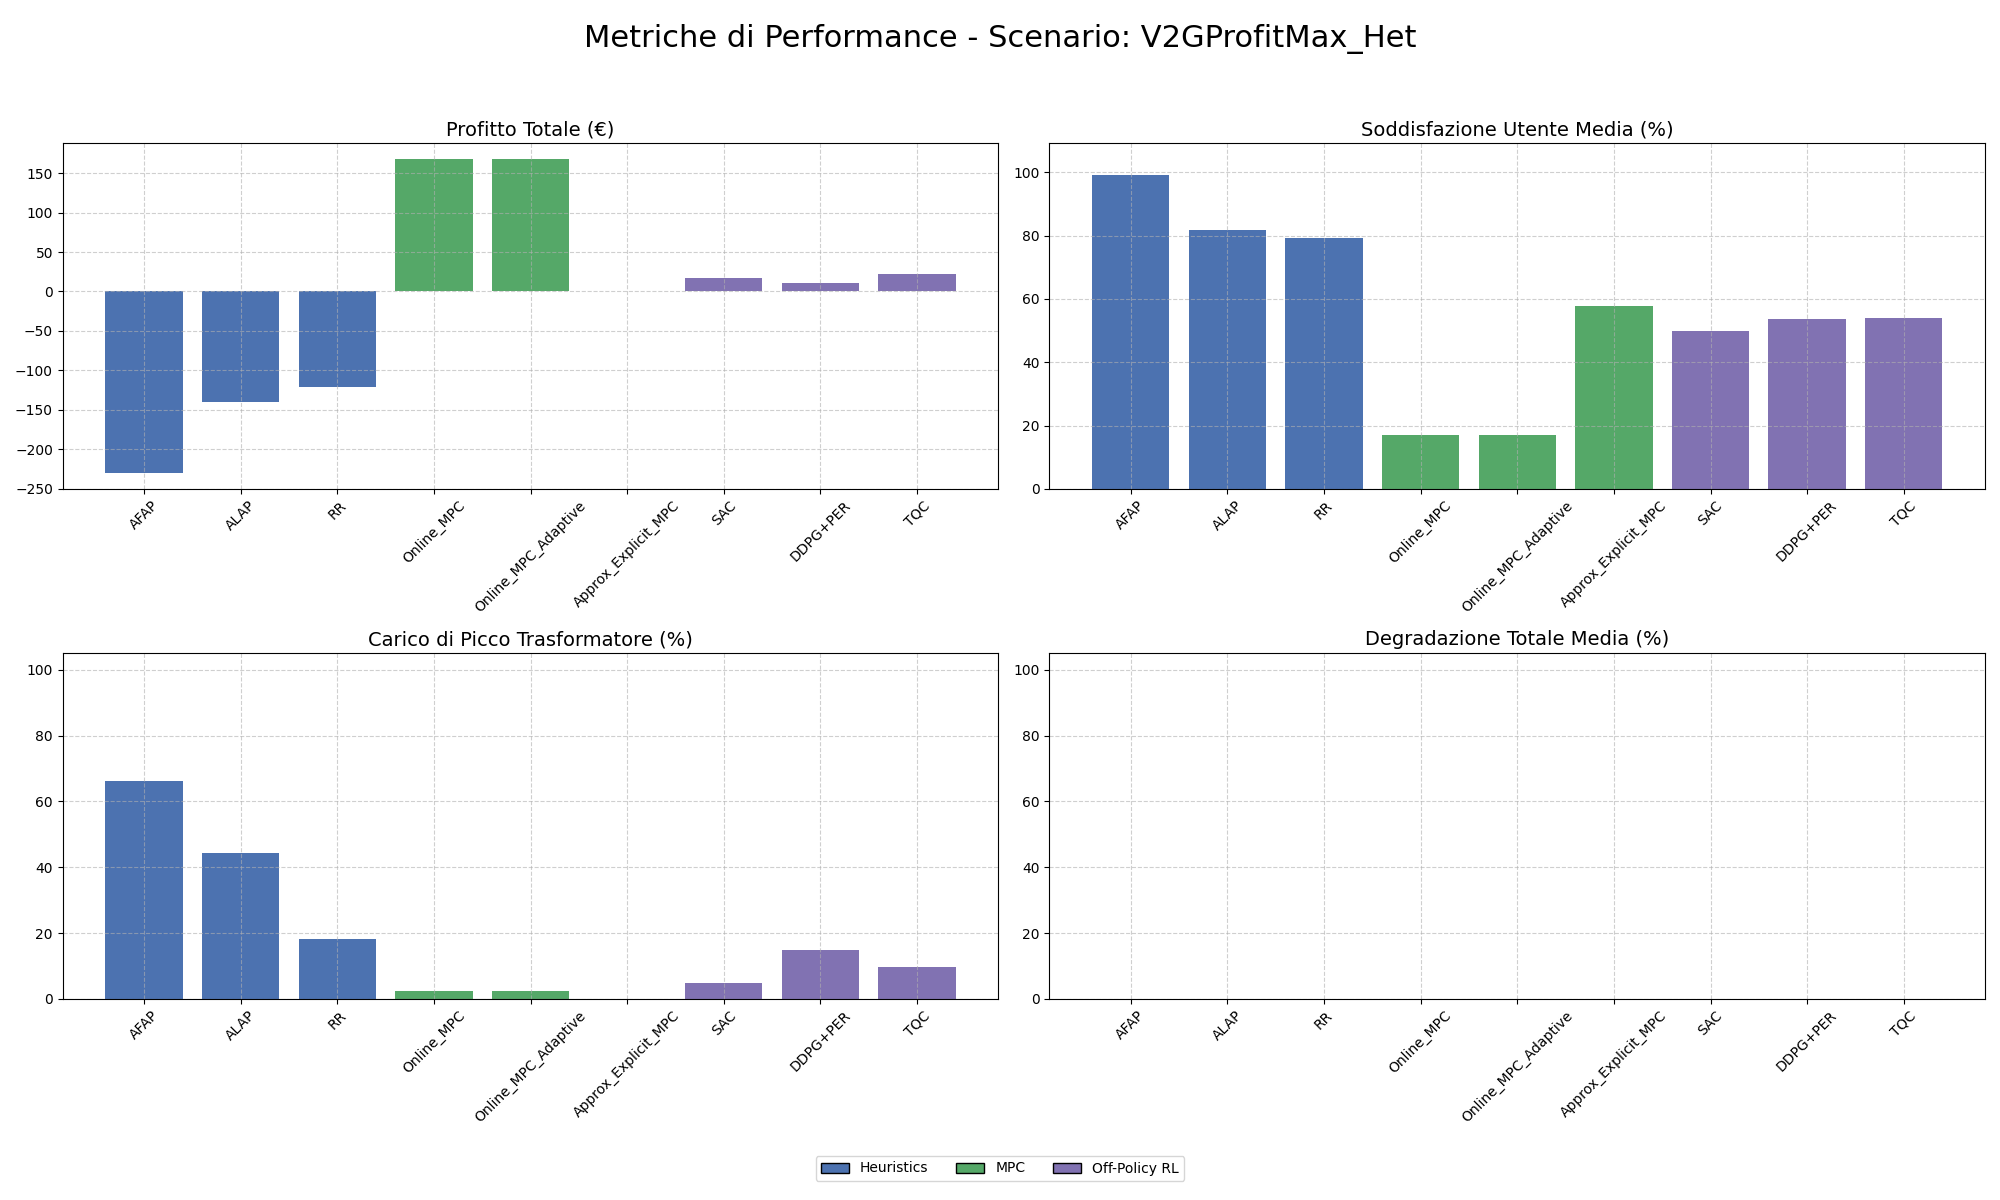 Metriche di Performance - Scenario: V2GProfitMax_Het
Profitto Totale (€)
150
100
50
0
−50
−100
−150
−200
−250
AFAP
ALAP
RR
Online_MPC
Online_MPC_Adaptive
Approx_Explicit_MPC
SAC
DDPG+PER
TQC
Soddisfazione Utente Media (%)
100
80
60
40
20
0
AFAP
ALAP
RR
Online_MPC
Online_MPC_Adaptive
Approx_Explicit_MPC
SAC
DDPG+PER
TQC
Carico di Picco Trasformatore (%)
100
80
60
40
20
0
AFAP
ALAP
RR
Online_MPC
Online_MPC_Adaptive
Approx_Explicit_MPC
SAC
DDPG+PER
TQC
Degradazione Totale Media (%)
100
80
60
40
20
0
AFAP
ALAP
RR
Online_MPC
Online_MPC_Adaptive
Approx_Explicit_MPC
SAC
DDPG+PER
TQC
Heuristics
MPC
Off-Policy RL